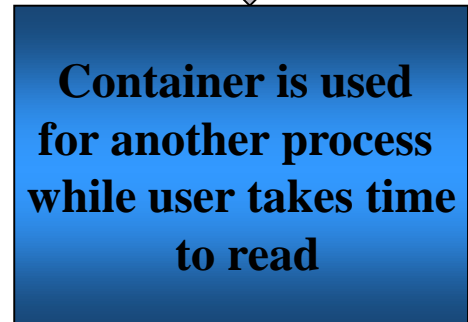 Container is used
for another process
while user takes time
to read